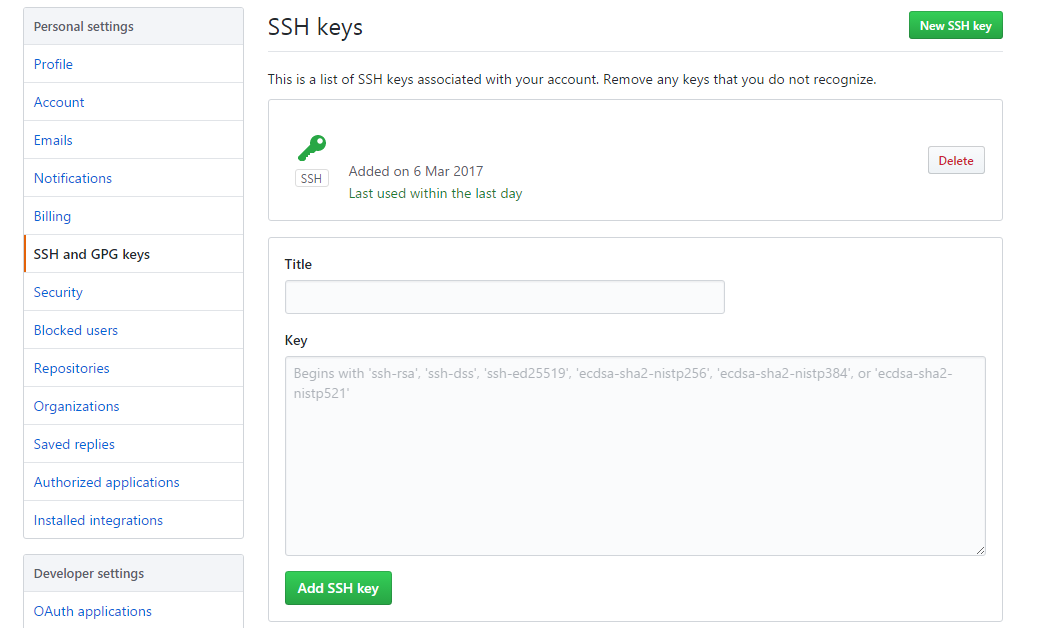 Personal settings
Profile
Account
Emails
Notifications
Billing
SSH and GPG keys
Security
Blocked users
Repositories
Organizations
Saved replies
Authorized applications
Installed integrations
Developer settings
OAuth applications
SSH keys
New SSH key
This is a list of SSH keys associated with your account. Remove any keys that you do not recognize.
SSH
Added on 6 Mar 2017
Last used within the last day
Delete
Title
Key
Begins with 'ssh-rsa', 'ssh-dss', 'ssh-ed25519', 'ecdsa-sha2-nistp256', 'ecdsa-sha2-nistp384', or 'ecdsa-sha2-
nistp521'
Add SSH key